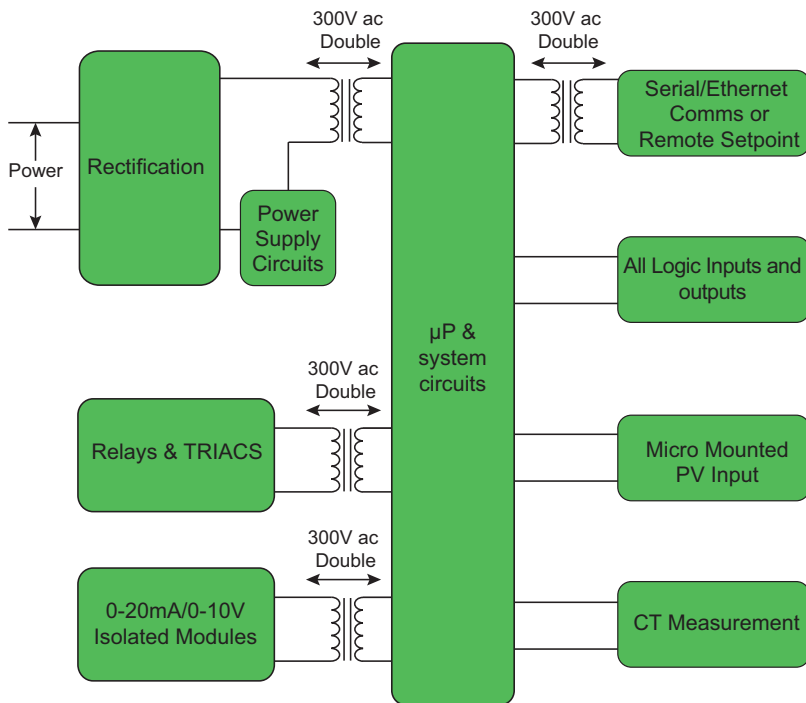 300V ac
Double
300V ac
Double
Rectification
Power
Power
Supply
Circuits
Serial/Ethernet
Comms or
Remote Setpoint
All Logic Inputs and
outputs
µP &
system
circuits
300V ac
Double
Relays & TRIACS
Micro Mounted
PV Input
300V ac
Double
0-20mA/0-10V
Isolated Modules
CT Measurement